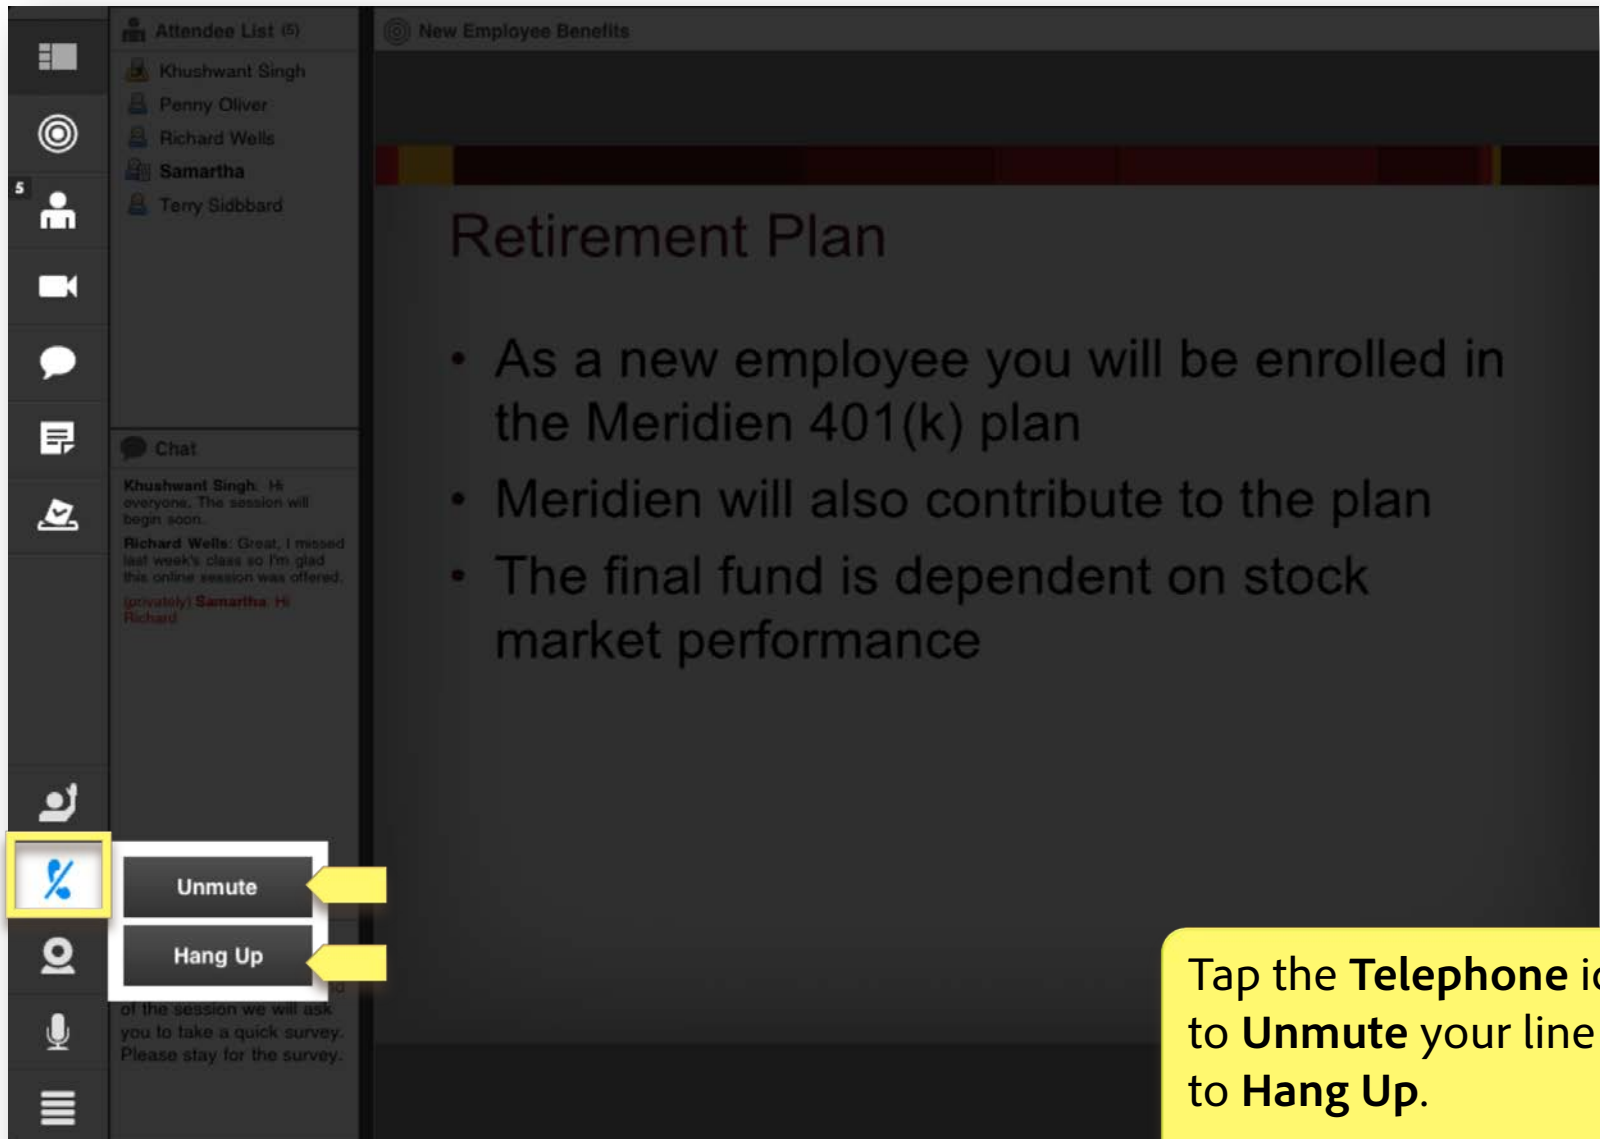 Attendee List (5)
Khushwant Singh
Penny Oliver
Richard Wells
Samartha
Terry Sidbbard
5
Chat
Khushwant Singh: Hi
everyone, The session will
begin soon.
Richard Wells: Great, I missed
last week's class so I'm glad
this online session was offered.
(privately) Samartha: Hi
Richard
Unmute
Hang Up
of the session we will ask
you to take a quick survey.
Please stay for the survey.
New Employee Benefits
Retirement Plan
• As a new employee you will be enrolled in
the Meridien 401(k) plan
• Meridien will also contribute to the plan
• The final fund is dependent on stock
market performance
Tap the Telephone
to Unmute your line
to Hang Up.